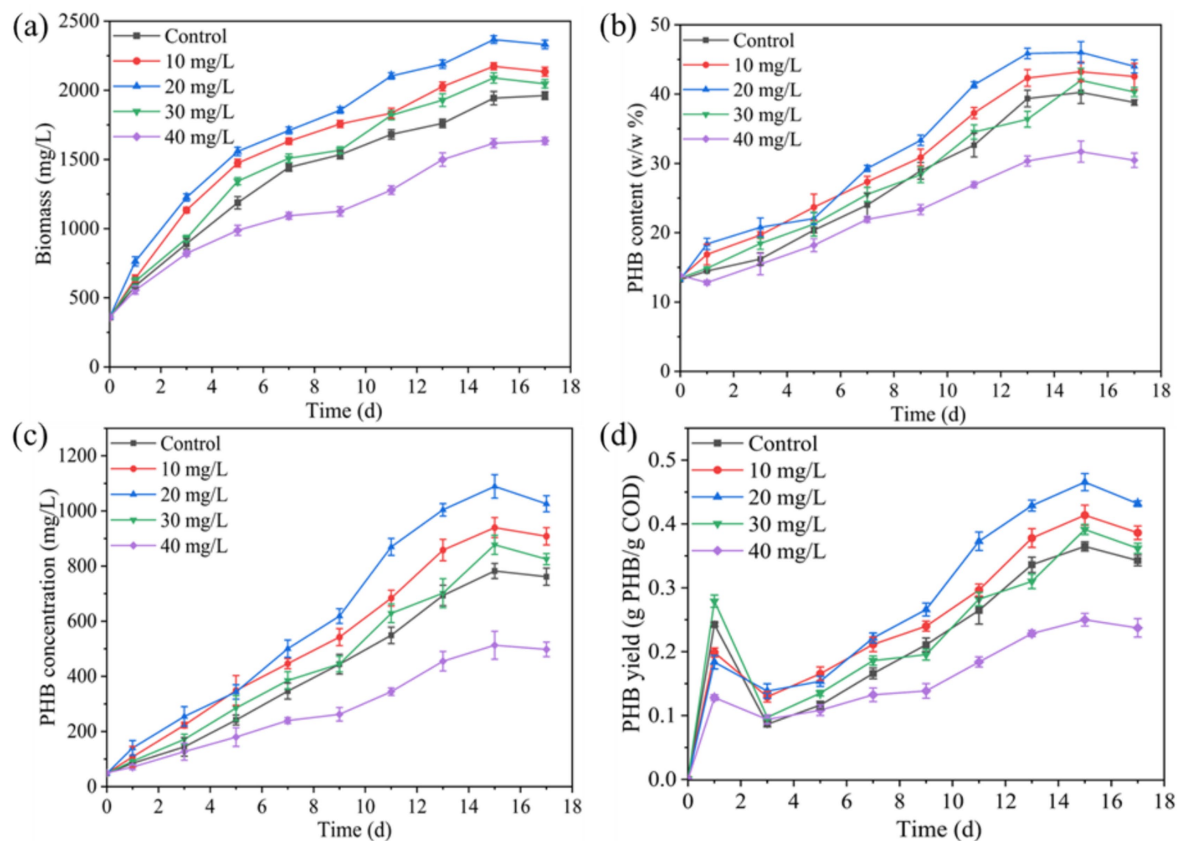 (a)
Biomass (mg/L)
2500
2000
1500
1000
500
0
Control
10 mg/L
20 mg/L
30 mg/L
40 mg/L
0 2 4 6 8 10 12 14 16 18
Time (d)
(b)
PHB content (w/w %)
50
40
30
20
10
0
Control
10 mg/L
20 mg/L
30 mg/L
40 mg/L
0 2 4 6 8 10 12 14 16 18
Time (d)
(c)
PHB concentration (mg/L)
1200
1000
800
600
400
200
0
Control
10 mg/L
20 mg/L
30 mg/L
40 mg/L
0 2 4 6 8 10 12 14 16 18
Time (d)
(d)
PHB yield (g PHB/g COD)
0.5
0.4
0.3
0.2
0.1
0.0
Control
10 mg/L
20 mg/L
30 mg/L
40 mg/L
0 2 4 6 8 10 12 14 16 18
Time (d)